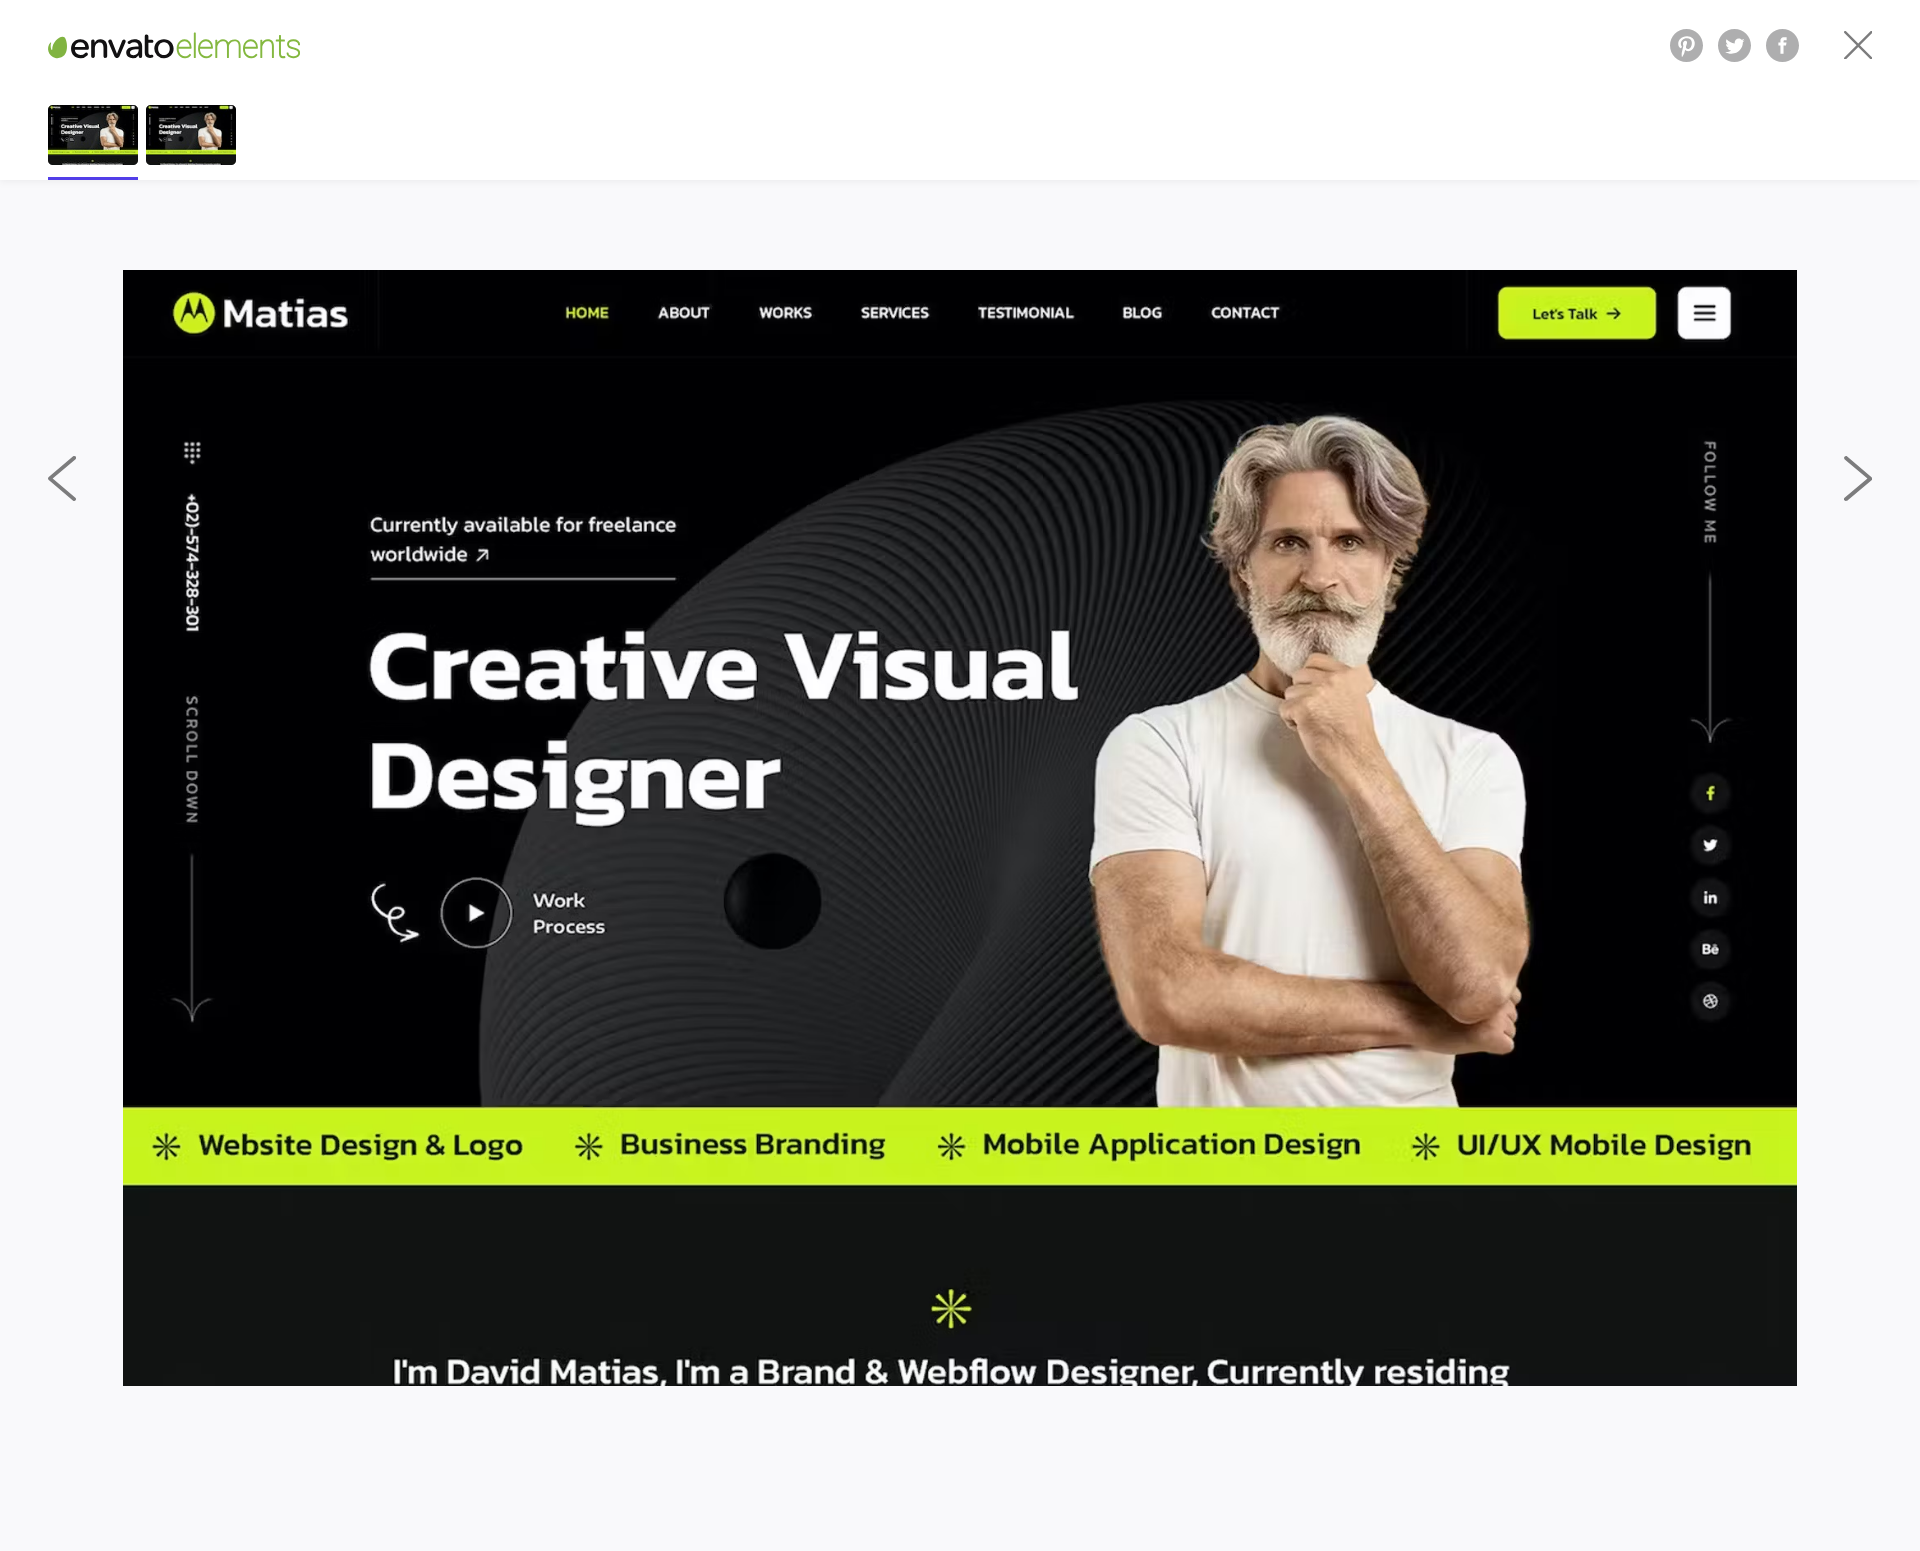 envatoelements
Matias
HOME
ABOUT
WORKS
SERVICES
TESTIMONIAL
BLOG
CONTACT
Let's Talk →
+02)-574-328-301
SCROLL DOWN
Currently available for freelance
worldwide ↗
Creative Visual
Designer
Work
Process
FOLLOW ME
in
Bē
Website Design & Logo
Business Branding
Mobile Application Design
UI/UX Mobile Design
I'm David Matias, I'm a Brand & Webflow Designer, Currently residing